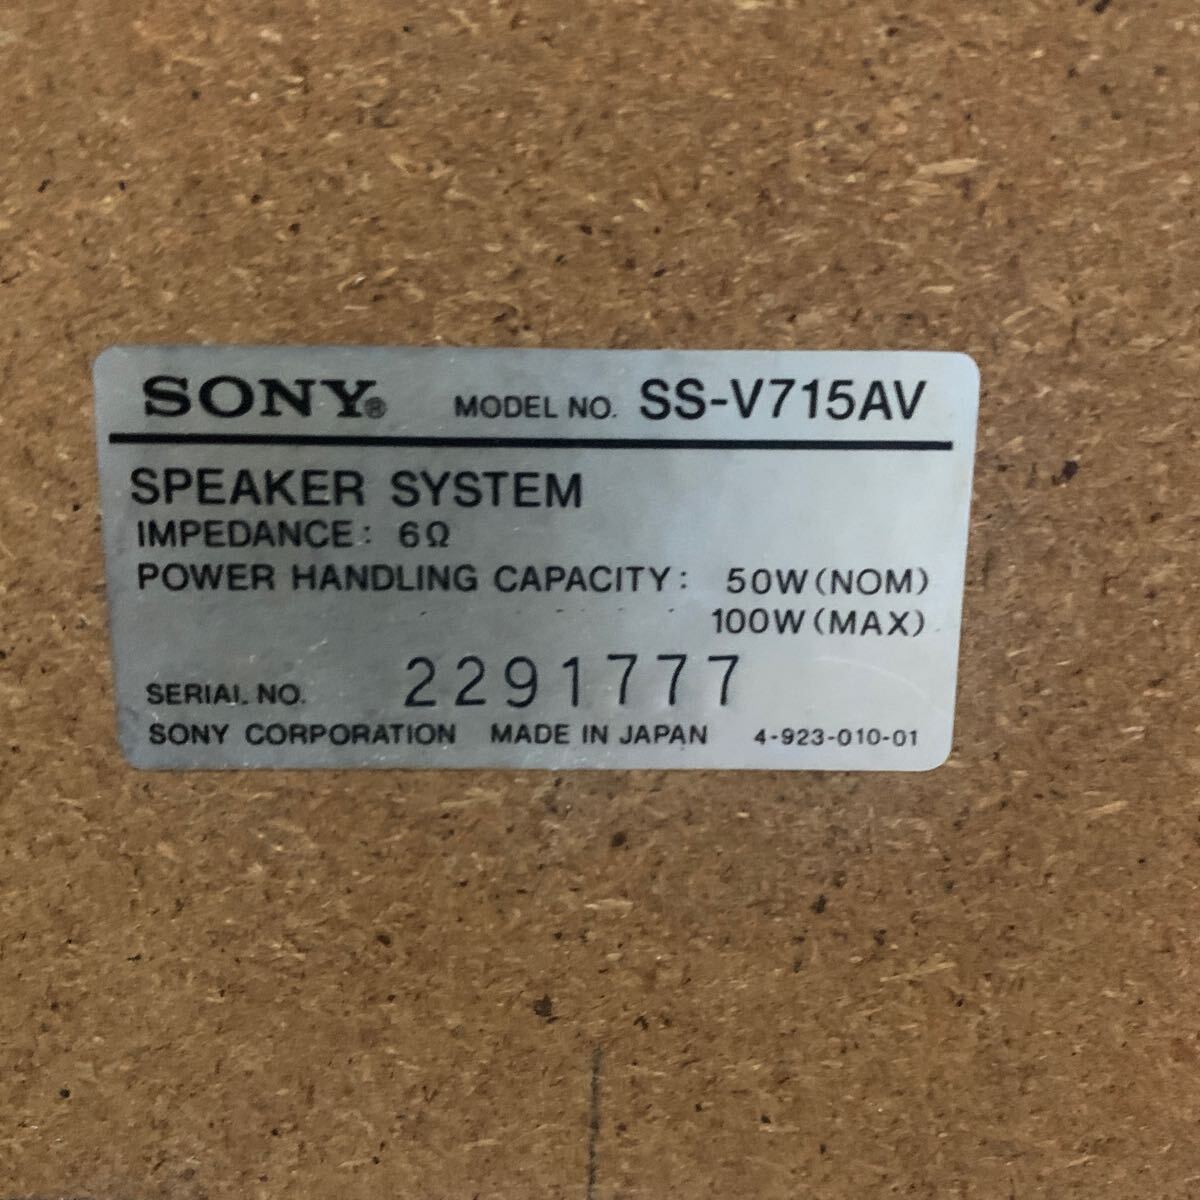 SONY® MODEL NO. SS-V715AV
SPEAKER SYSTEM
IMPEDANCE: 6Ω
POWER HANDLING CAPACITY: 50W(NOM)
100W(MAX)
SERIAL NO. 2291777
SONY CORPORATION MADE IN JAPAN 4-923-010-01